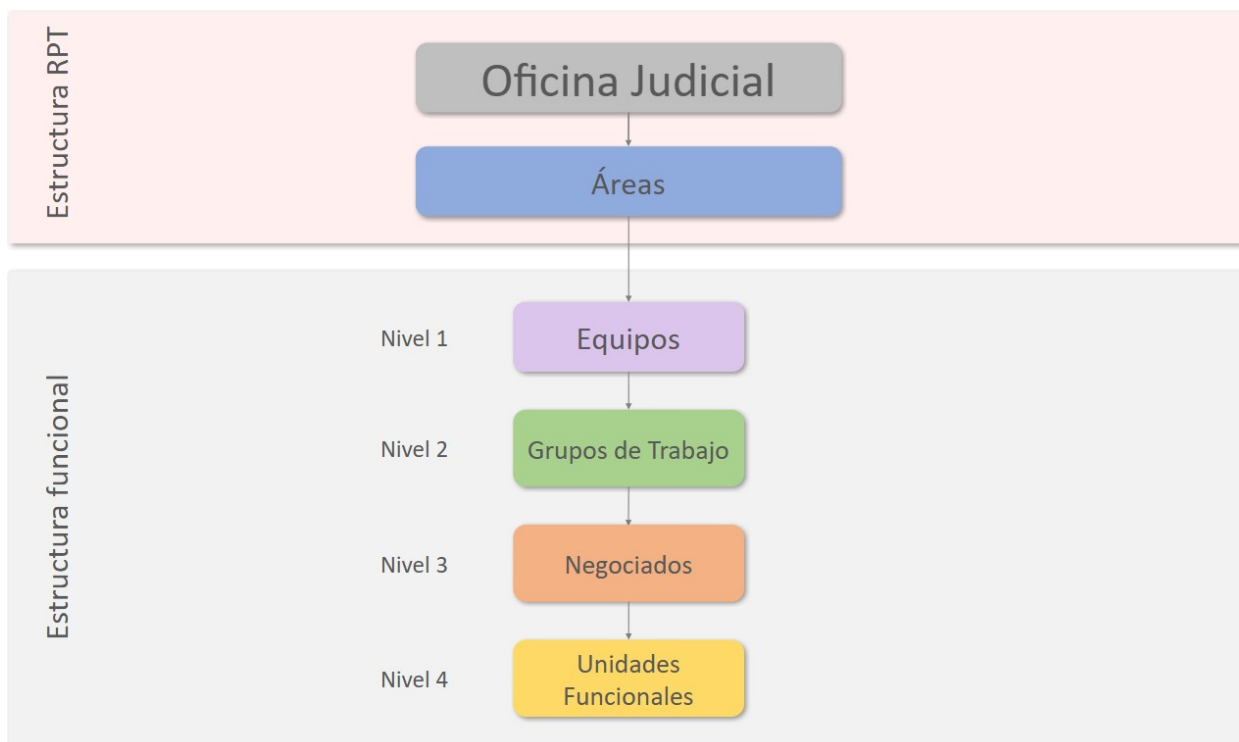 Estructura RPT
Oficina Judicial
Áreas
Estructura funcional
Nivel 1
Equipos
Nivel 2
Grupos de Trabajo
Nivel 3
Negociados
Nivel 4
Unidades
Funcionales